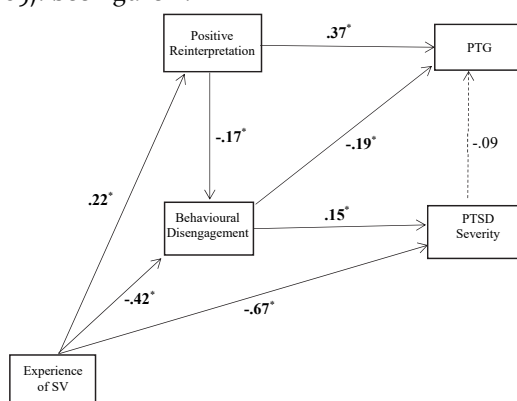 Positive
Reinterpretation
.37*
PTG
-.17*
-.19*
-.09
.22*
Behavioural
Disengagement
.15*
PTSD
Severity
-.42*
-.67*
Experience
of SV